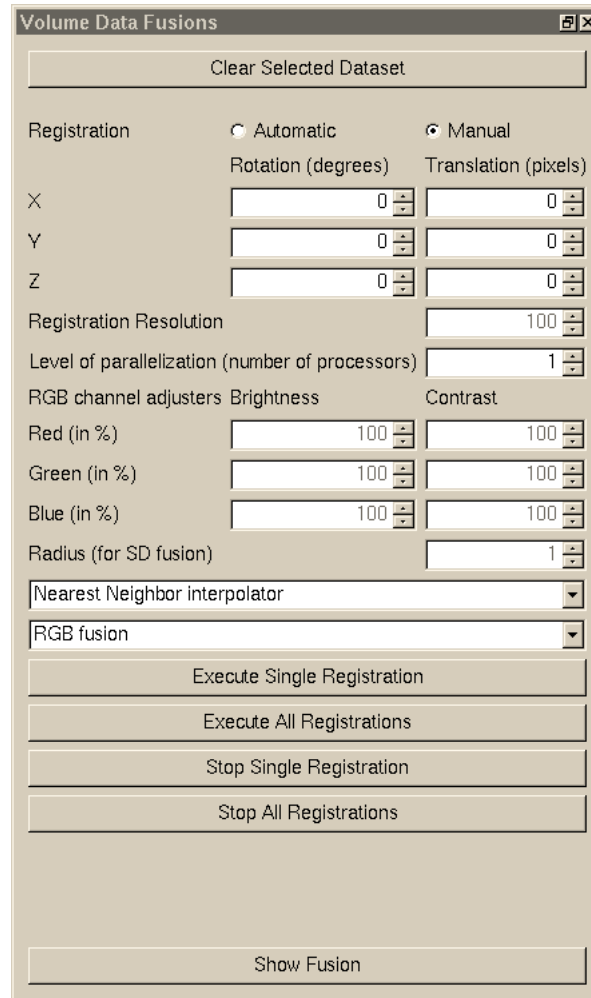 Volume Data Fusions
Clear Selected Dataset
Registration Automatic Manual
Rotation (degrees) Translation (pixels)
X 0 0
Y 0 0
Z 0 0
Registration Resolution 100
Level of parallelization (number of processors) 1
RGB channel adjusters Brightness Contrast
Red (in %) 100 100
Green (in %) 100 100
Blue (in %) 100 100
Radius (for SD fusion) 1
Nearest Neighbor interpolator
RGB fusion
Execute Single Registration
Execute All Registrations
Stop Single Registration
Stop All Registrations
Show Fusion